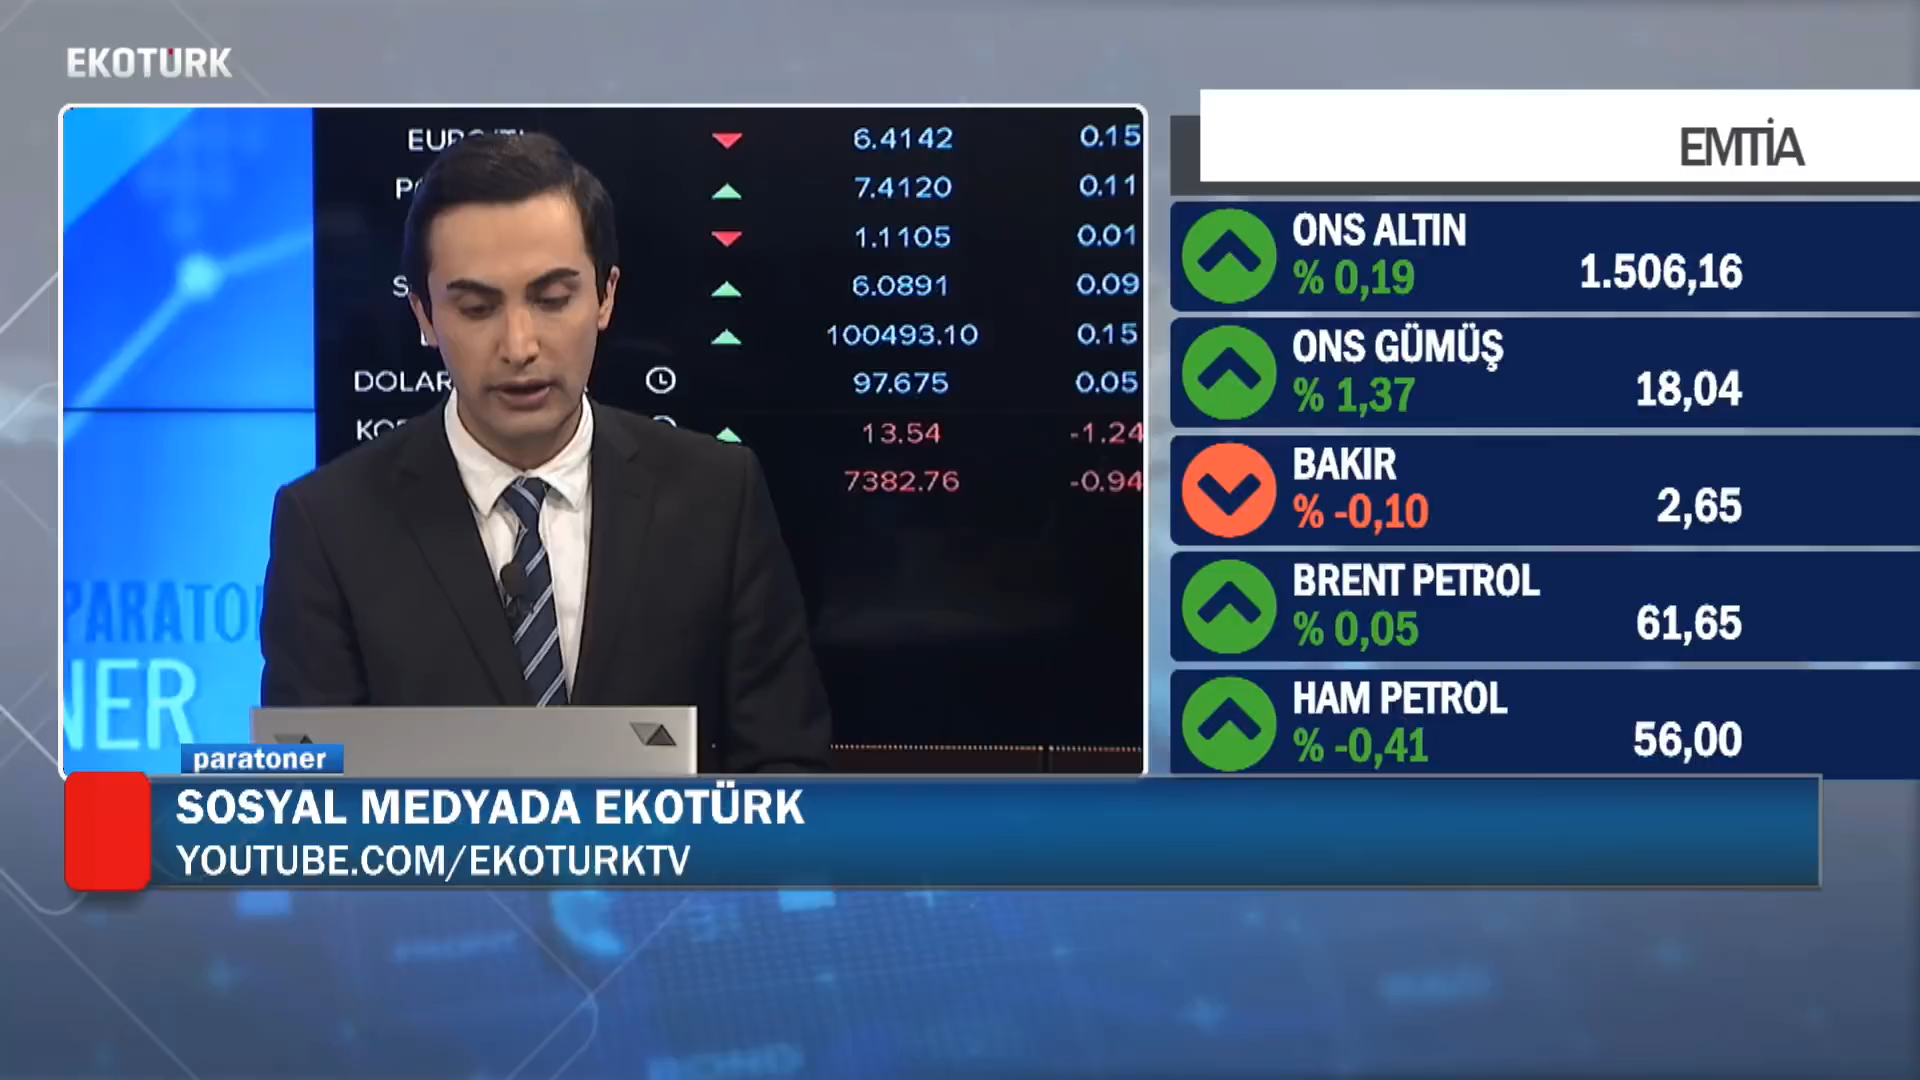 EKOTÜRK
6.4142 0.15
7.4120 0.11
1.1105 0.01
6.0891 0.09
100493.10 0.15
DOLAR 97.675 0.05
13.54 -1.24
7382.76 -0.94
EMTİA
ONS ALTIN
% 0,19 1.506,16
ONS GÜMÜŞ
% 1,37 18,04
BAKIR
% -0,10 2,65
BRENT PETROL
% 0,05 61,65
HAM PETROL
% -0,41 56,00
NER
paratoner
SOSYAL MEDYADA EKOTÜRK
YOUTUBE.COM/EKOTURKTV